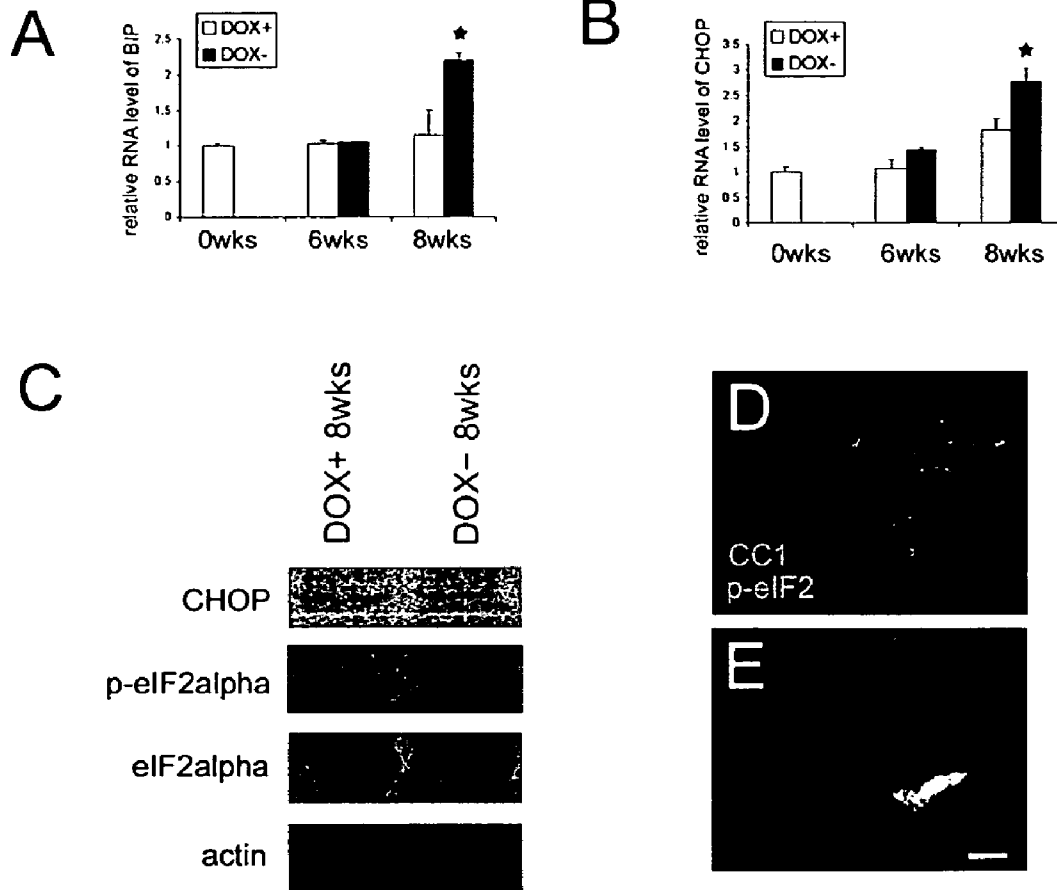 A
relative RNA level of BiP
DOX+
DOX-
★
2.5
2
1.5
1
0.5
0
0wks
6wks
8wks
B
relative RNA level of CHOP
DOX+
DOX-
★
3.5
3
2.5
2
1.5
1
0.5
0
0wks
6wks
8wks
C
DOX+ 8wks
DOX− 8wks
CHOP
p-eIF2alpha
eIF2alpha
actin
D
CC1
p-eIF2
E